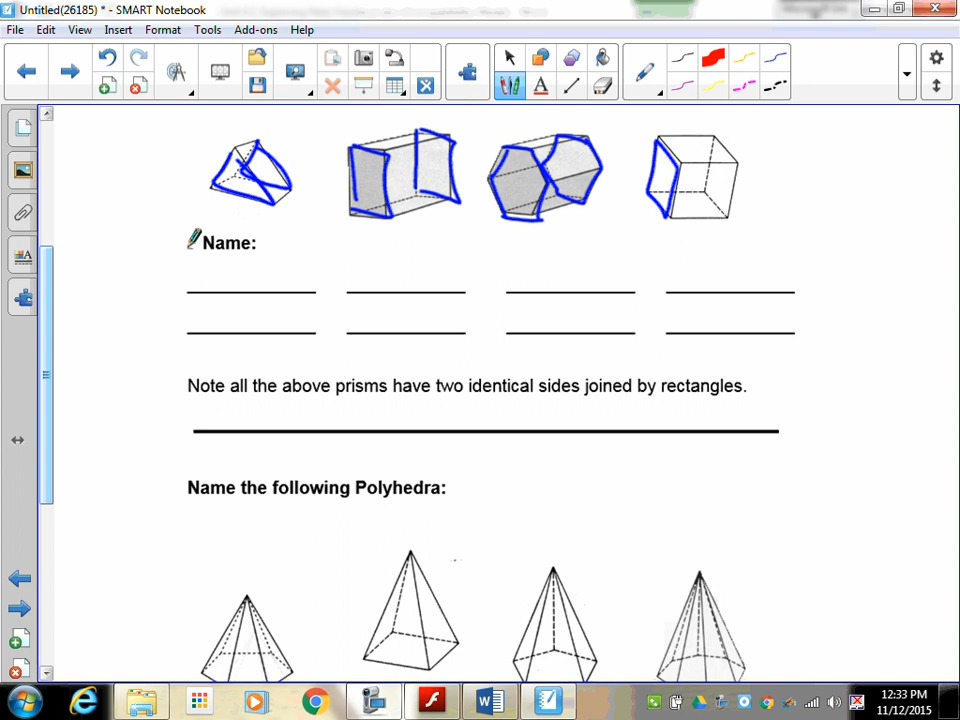 Untitled(26185) * - SMART Notebook
File Edit View Insert Format Tools Add-ons Help
Name:
Note all the above prisms have two identical sides joined by rectangles.
Name the following Polyhedra:
12:33 PM
11/12/2015